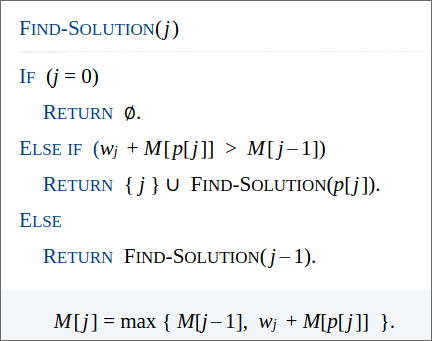 FIND-SOLUTION(j)
IF (j = 0)
RETURN ∅.
ELSE IF (wⱼ + M[p[j]] > M[j–1])
RETURN { j } ∪ FIND-SOLUTION(p[j]).
ELSE
RETURN FIND-SOLUTION(j–1).
M[j] = max { M[j–1], wⱼ + M[p[j]] }.